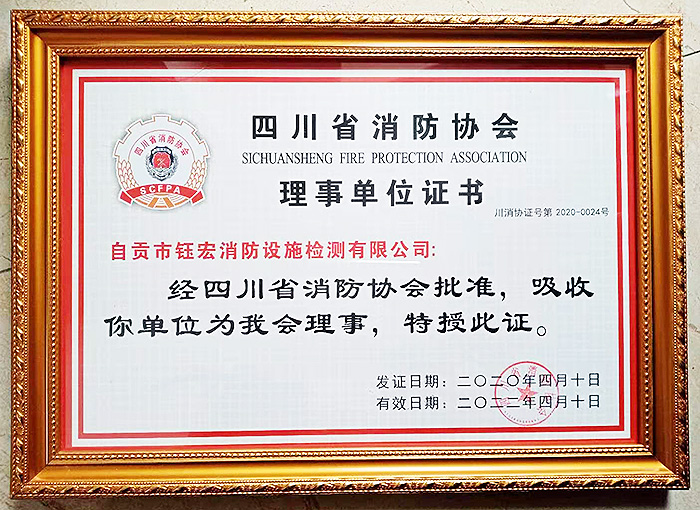 四川省消防协会
SCFPA
四川省消防协会
SICHUANSHENG FIRE PROTECTION ASSOCIATION
理事单位证书
川消协证号第 2020-0024号
自贡市钰宏消防设施检测有限公司:
经四川省消防协会批准，吸收
你单位为我会理事，特授此证。
发证日期：二〇二〇年四月十日
有效日期：二〇二二年四月十日